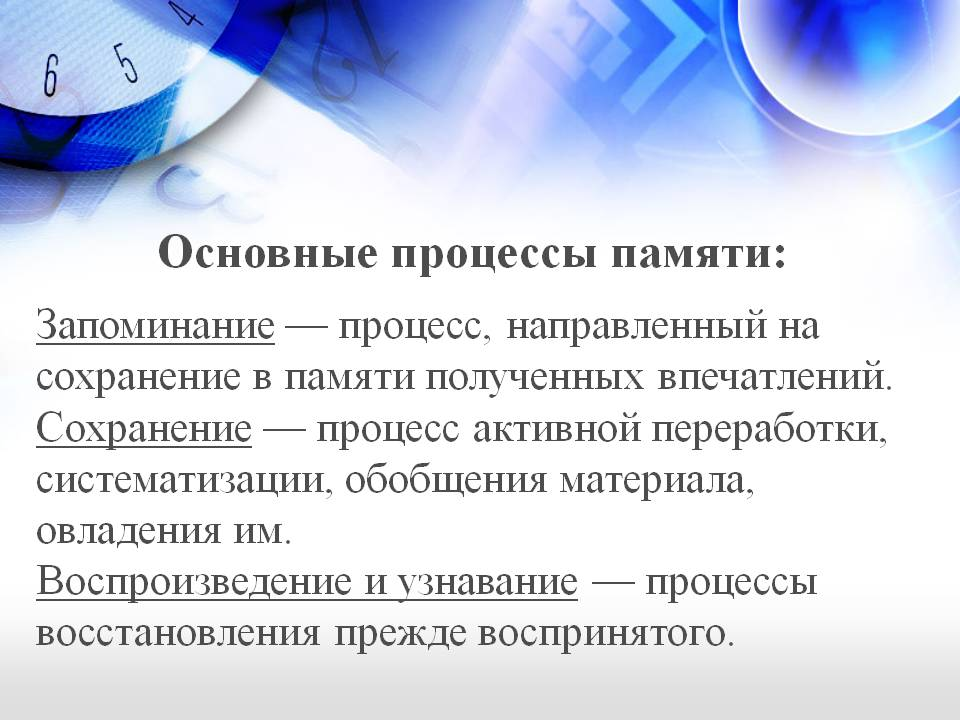 6 5 4
Основные процессы памяти:
Запоминание — процесс, направленный на
сохранение в памяти полученных впечатлений.
Сохранение — процесс активной переработки,
систематизации, обобщения материала,
овладения им.
Воспроизведение и узнавание — процессы
восстановления прежде воспринятого.